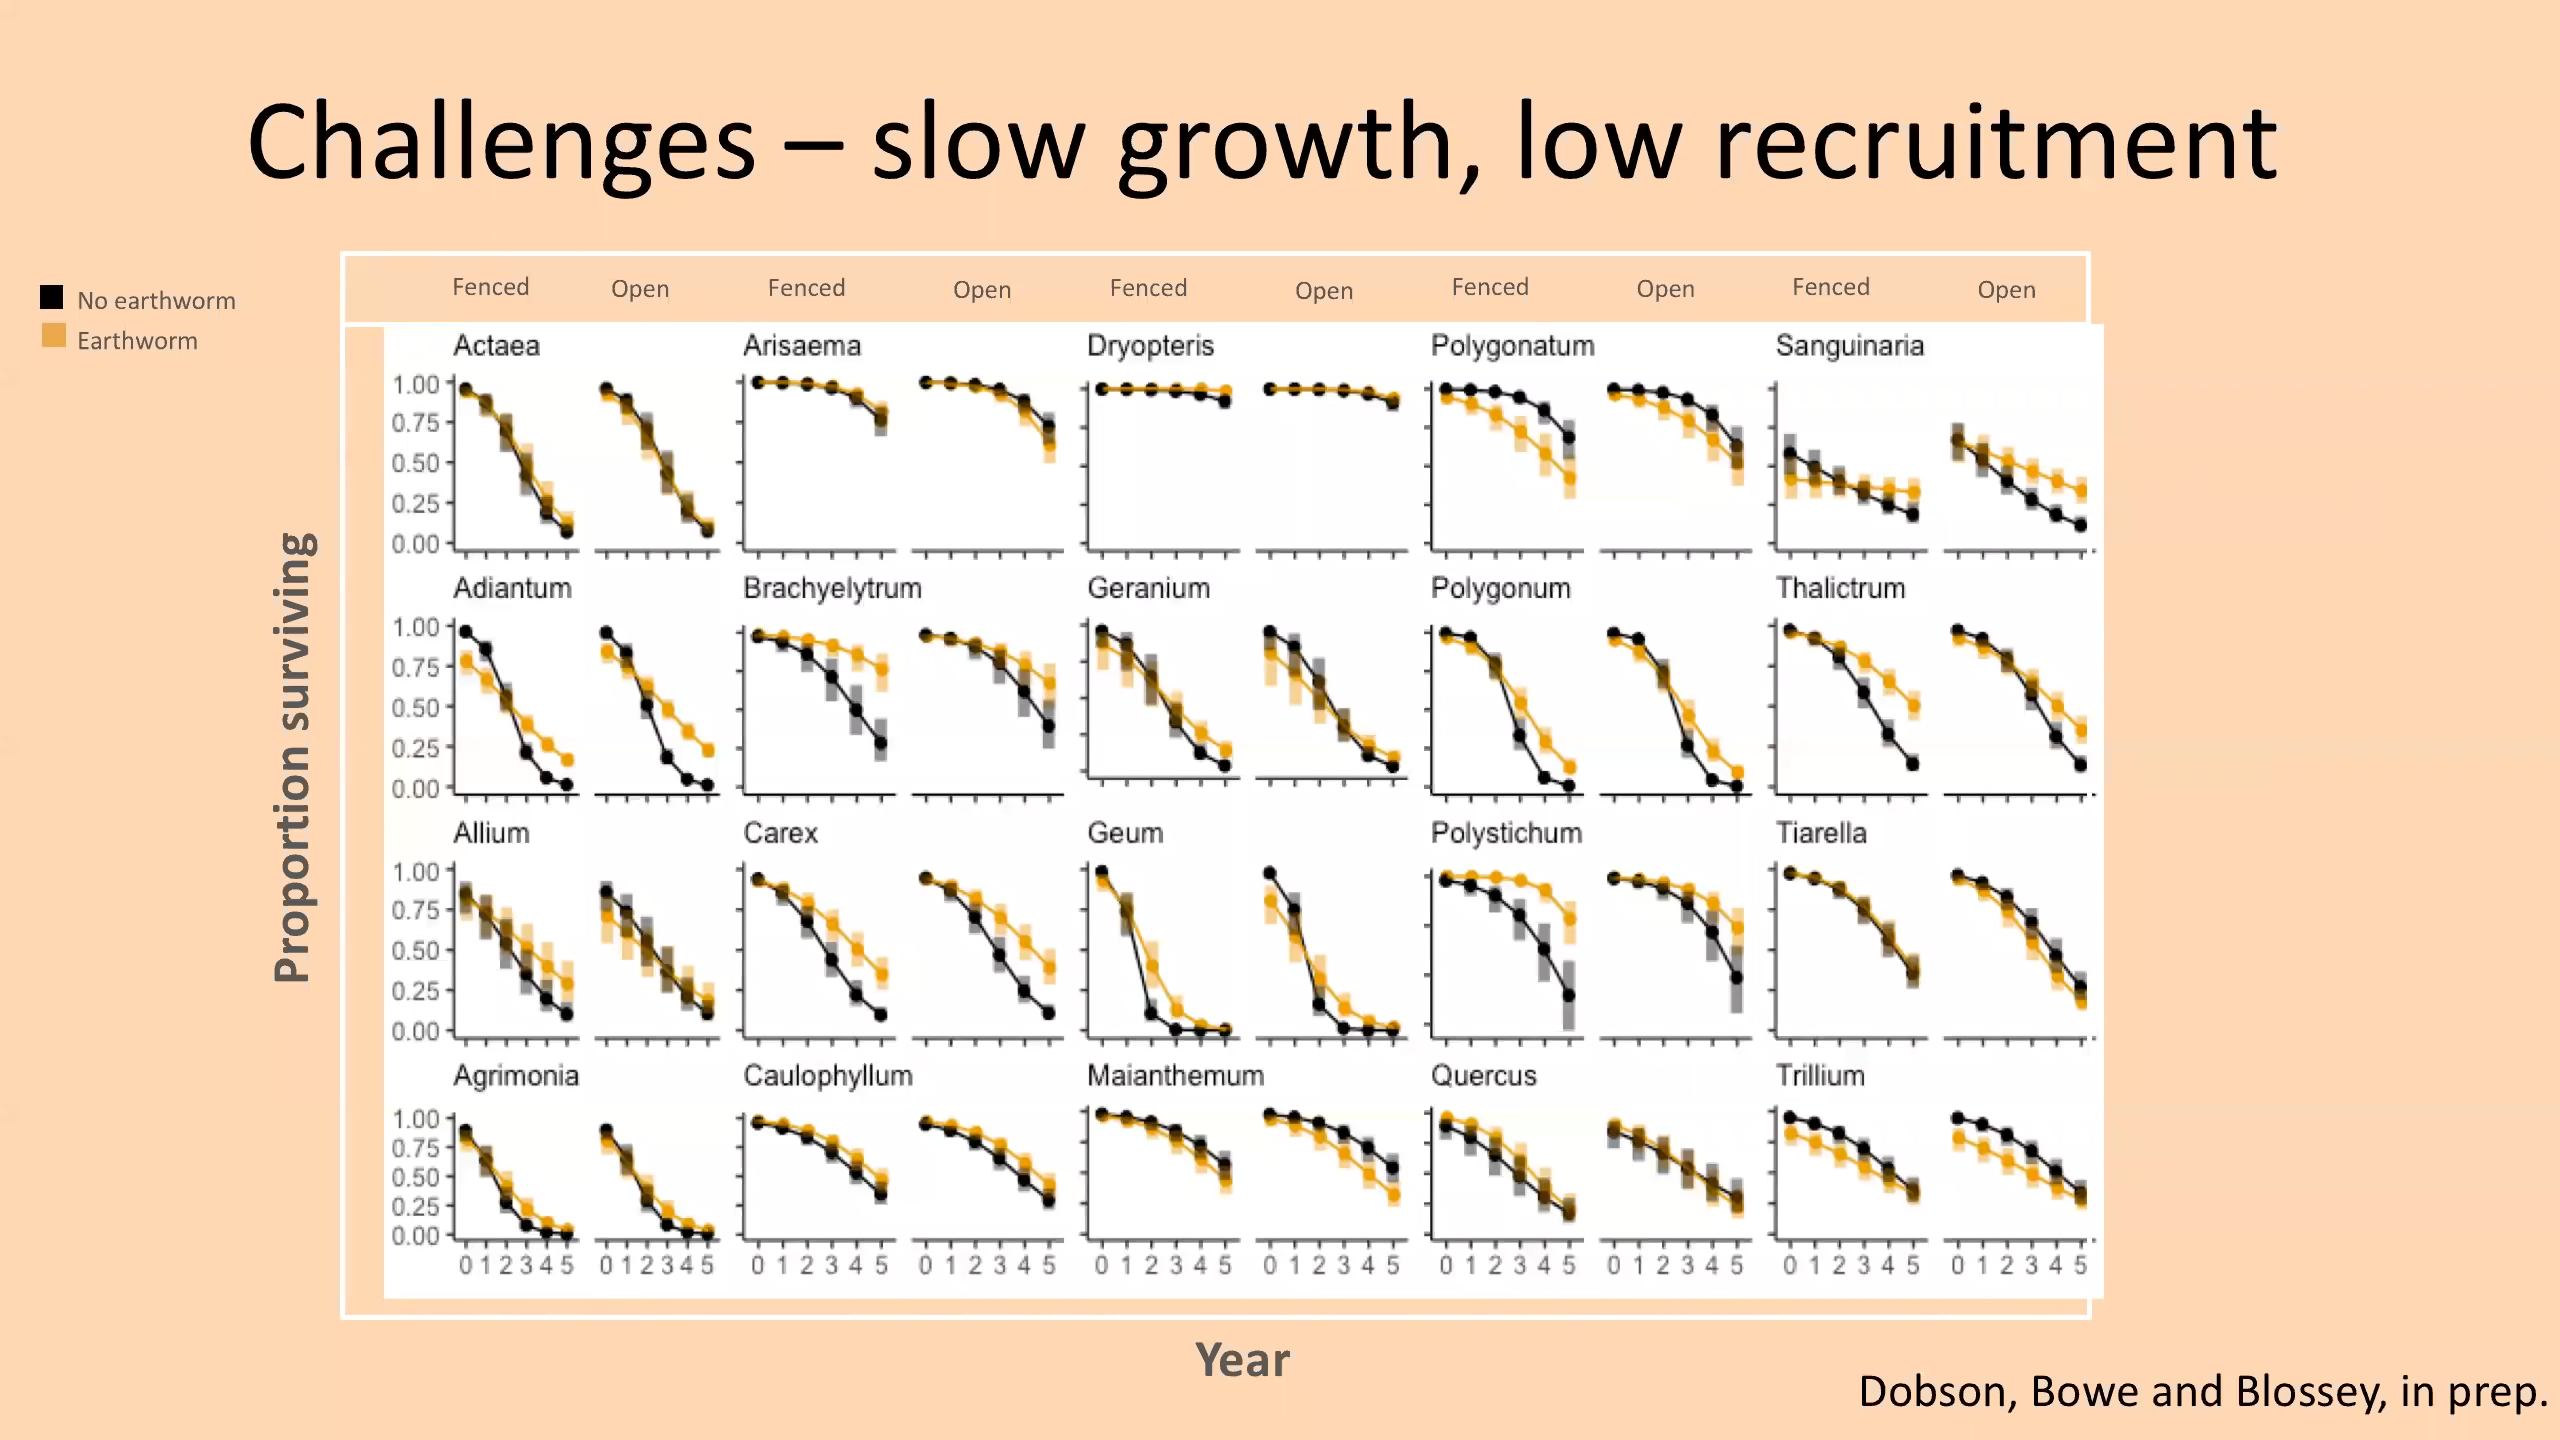 Challenges – slow growth, low recruitment
No earthworm
Earthworm
Fenced Open Fenced Open Fenced Open Fenced Open Fenced Open
Proportion surviving
Actaea Arisaema Dryopteris Polygonatum Sanguinaria
1.00
0.75
0.50
0.25
0.00
Adiantum Brachyelytrum Geranium Polygonum Thalictrum
1.00
0.75
0.50
0.25
0.00
Allium Carex Geum Polystichum Tiarella
1.00
0.75
0.50
0.25
0.00
Agrimonia Caulophyllum Maianthemum Quercus Trillium
1.00
0.75
0.50
0.25
0.00
0 1 2 3 4 5 0 1 2 3 4 5 0 1 2 3 4 5 0 1 2 3 4 5 0 1 2 3 4 5 0 1 2 3 4 5 0 1 2 3 4 5 0 1 2 3 4 5 0 1 2 3 4 5 0 1 2 3 4 5
Year
Dobson, Bowe and Blossey, in prep.